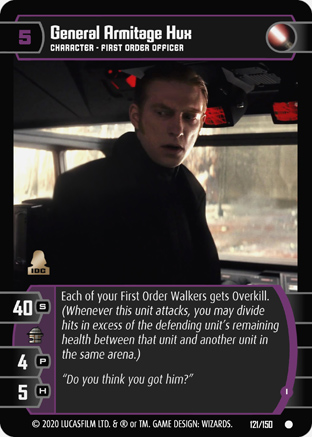 5
General Armitage Hux
CHARACTER - FIRST ORDER OFFICER
IDC
Each of your First Order Walkers gets Overkill.
(Whenever this unit attacks, you may divide
hits in excess of the defending unit's remaining
health between that unit and another unit in
the same arena.)
"Do you think you got him?"
40 S
4 P
5 H
1
© 2020 LUCASFILM LTD. & ® or TM. GAME DESIGN: WIZARDS.
121/150